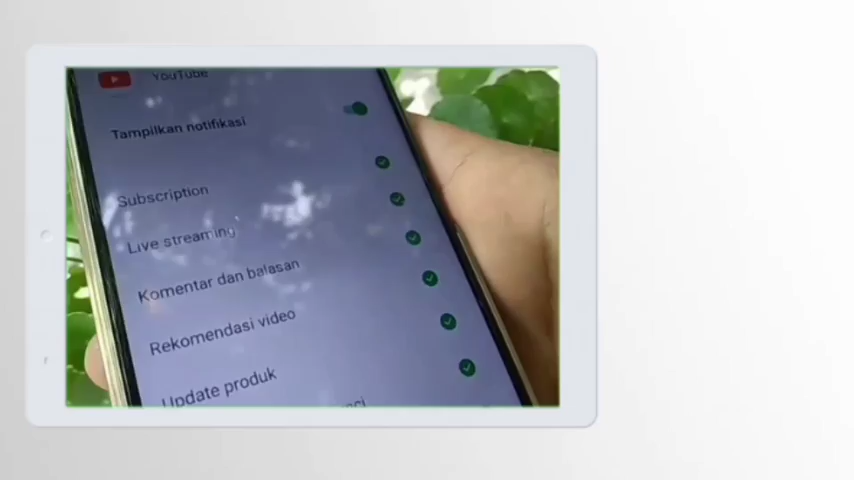 YouTube
Tampilkan notifikasi
Subscription
Live streaming
Komentar dan balasan
Rekomendasi video
Update produk